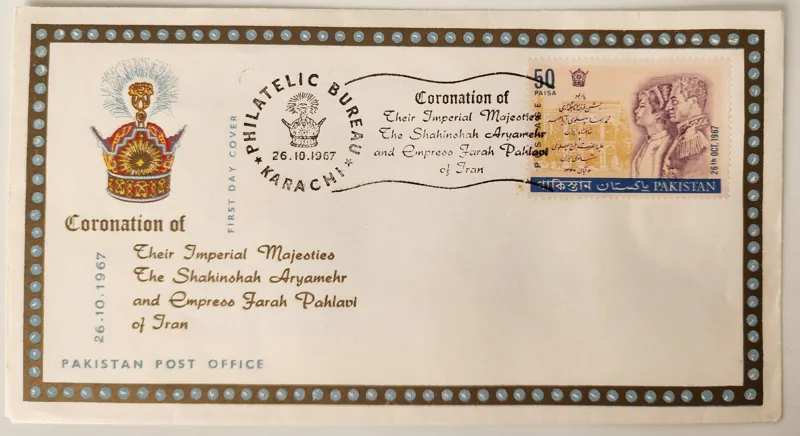 FIRST DAY COVER
Coronation of
Their Imperial Majesties
The Shahinshah Aryamehr
and Empress Farah Pahlavi
of Iran
26.10.1967
PAKISTAN POST OFFICE
PHILATELIC BUREAU
26.10.1967
★ KARACHI ★
Coronation of
Their Imperial Majesties
The Shahinshah Aryamehr
and Empress Farah Pahlavi
of Iran
50
PAISA
POSTAGE
26TH OCT. 1967
পাকিস্তান پاکستان PAKISTAN